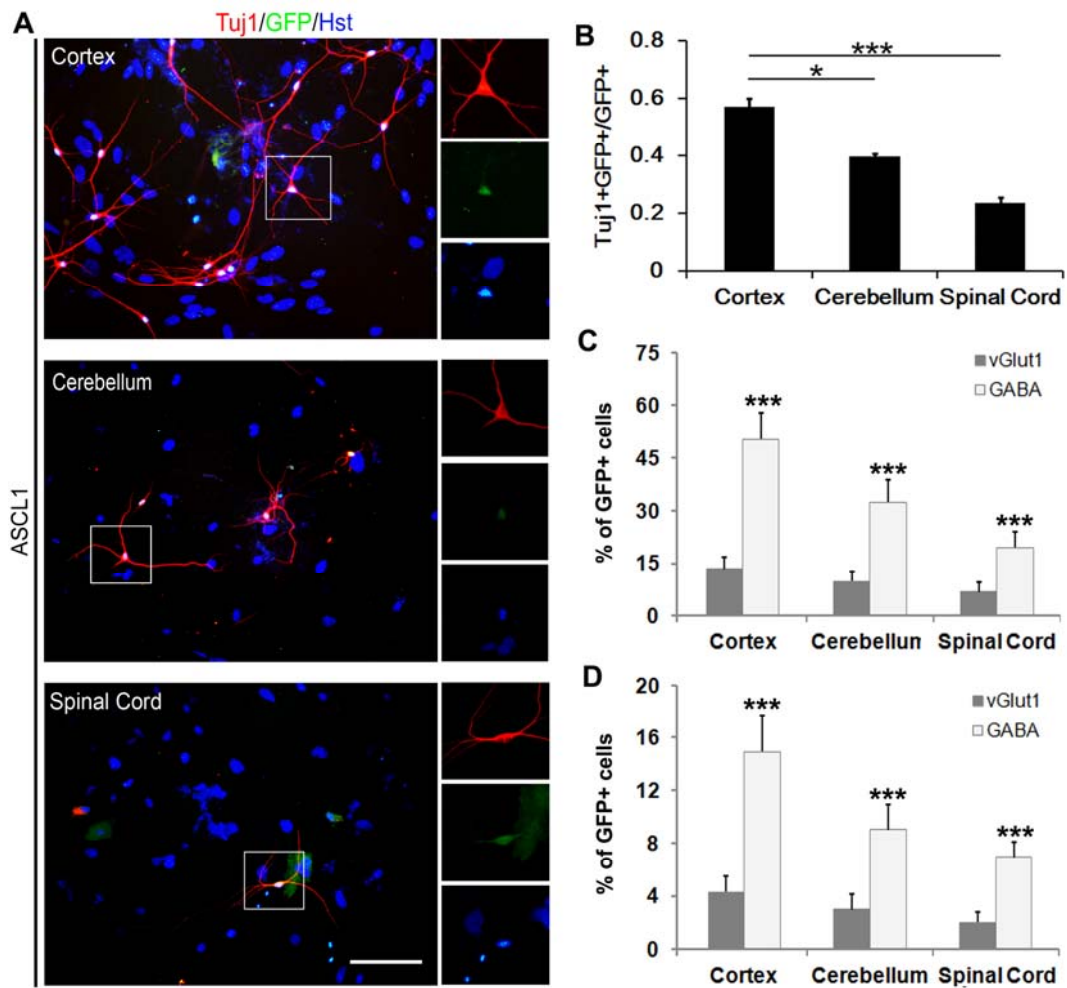 A
Tuj1/GFP/Hst
ASCL1
Cortex
Cerebellum
Spinal Cord
B
***
*
Tuj1+GFP+/GFP+
0.8
0.6
0.4
0.2
0
Cortex Cerebellum Spinal Cord
C
vGlut1
GABA
% of GFP+ cells
75
60
45
30
15
0
***
***
***
Cortex Cerebellun Spinal Cord
D
vGlut1
GABA
% of GFP+ cells
20
16
12
8
4
0
***
***
***
Cortex Cerebellum Spinal Cord